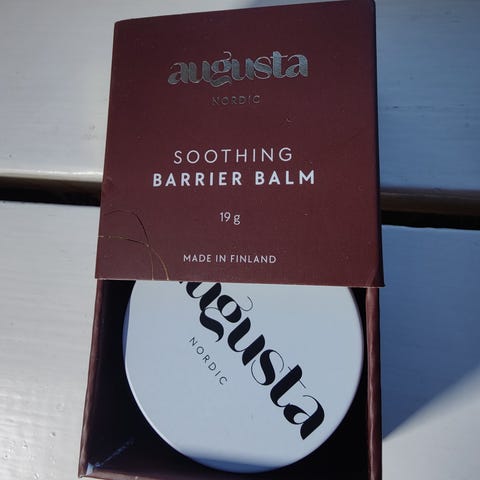 augusta
NORDIC
SOOTHING
BARRIER BALM
19 g
MADE IN FINLAND
augusta
NORDIC